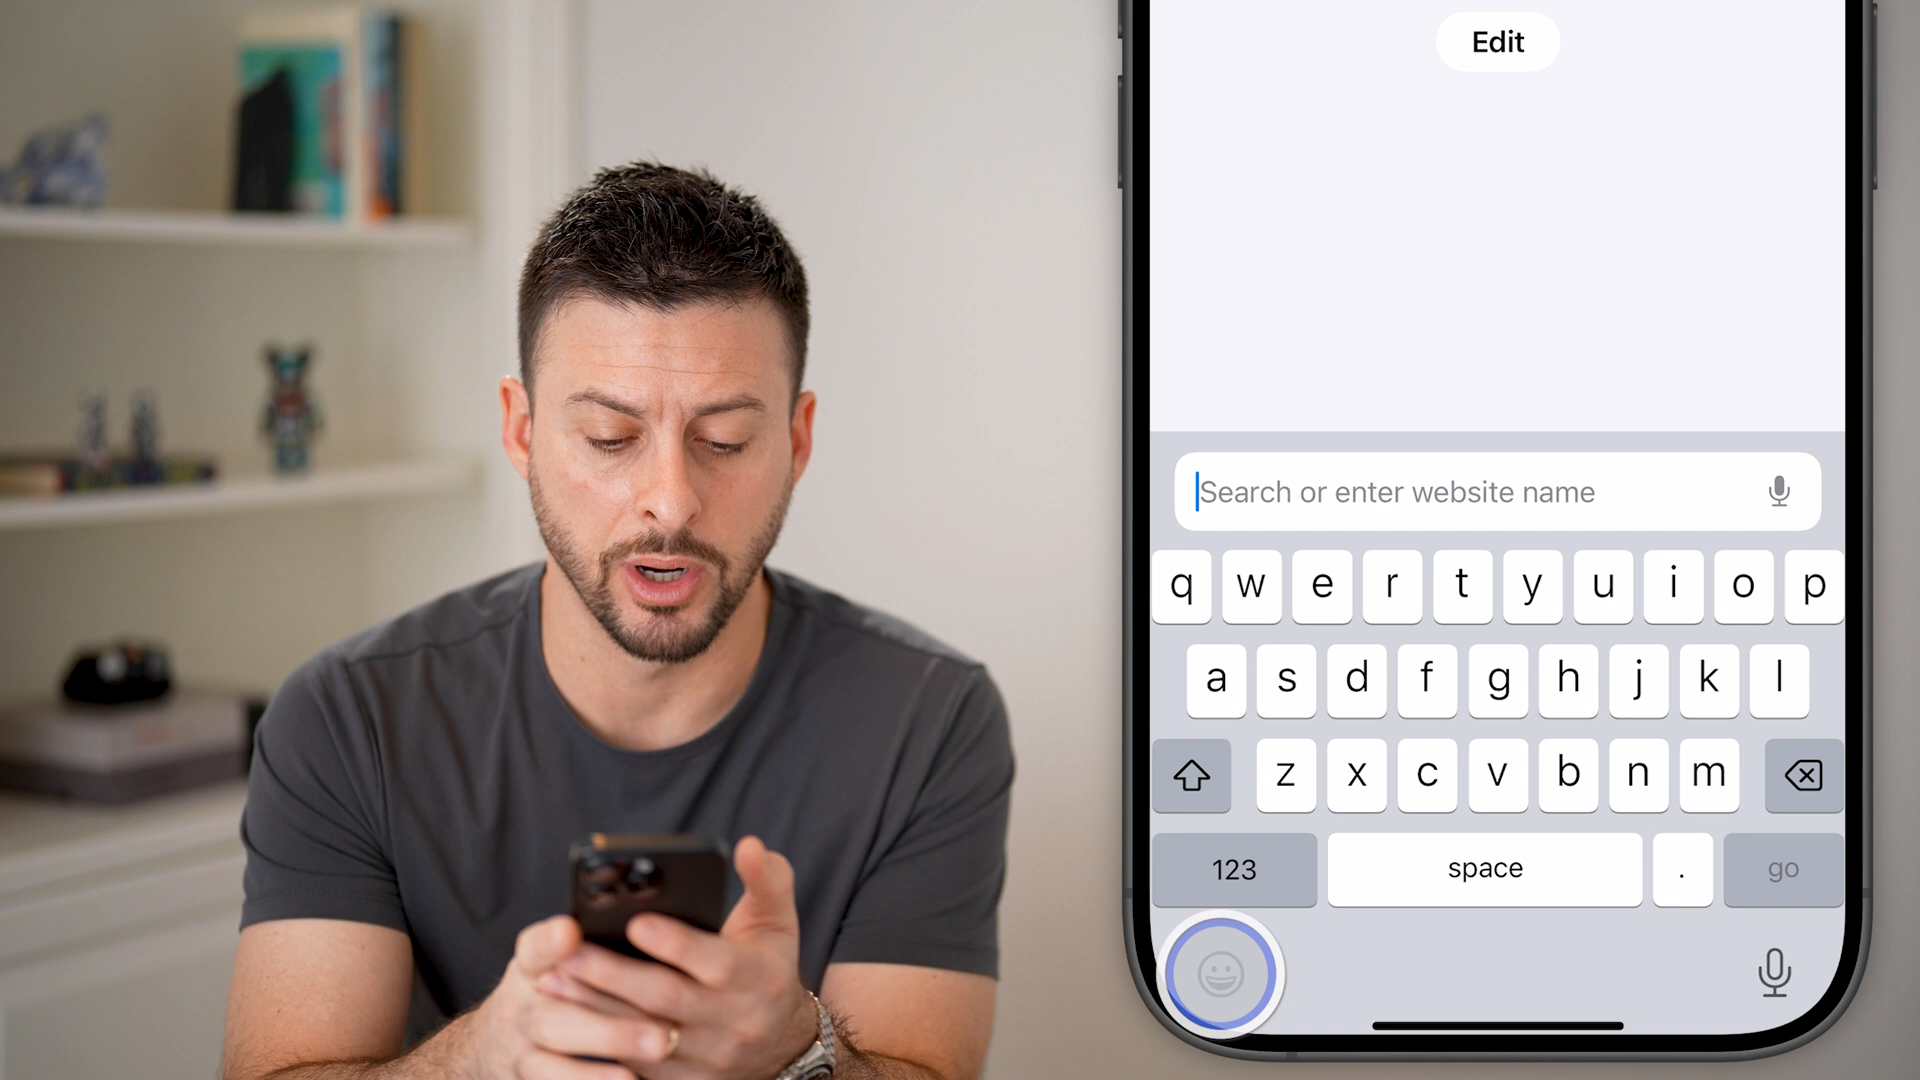 Edit
Search or enter website name
q w e r t y u i o p
a s d f g h j k l
z x c v b n m
123 space . go